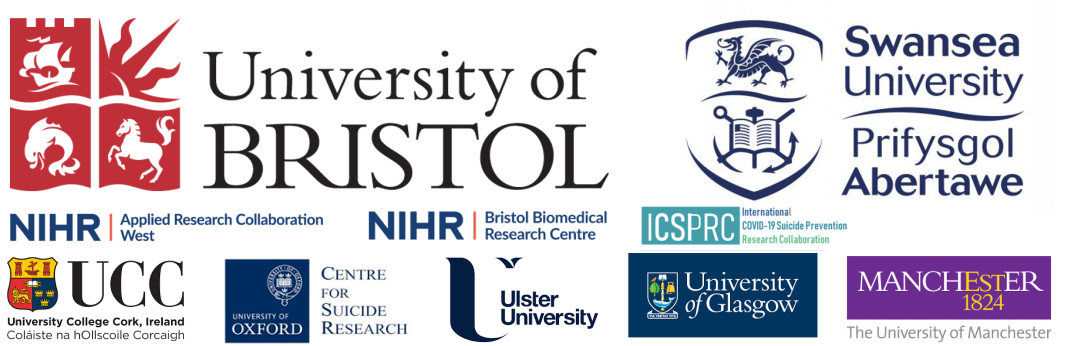 University of
BRISTOL
Swansea
University
Prifysgol
Abertawe
NIHR | Applied Research Collaboration
West
NIHR | Bristol Biomedical
Research Centre
ICSPRC International
COVID-19 Suicide Prevention
Research Collaboration
UCC
University College Cork, Ireland
Coláiste na hOllscoile Corcaigh
UNIVERSITY OF
OXFORD
CENTRE
FOR
SUICIDE
RESEARCH
Ulster
University
University
of Glasgow
MANCHESTER
1824
The University of Manchester